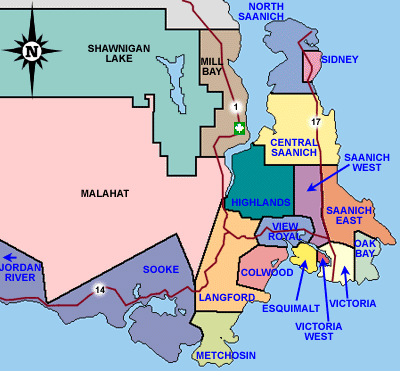 NORTH
SAANICH
N
SHAWNIGAN
LAKE
MILL
BAY
SIDNEY
1
17
CENTRAL
SAANICH
SAANICH
WEST
MALAHAT
HIGHLANDS
SAANICH
EAST
VIEW
ROYAL
OAK
BAY
JORDAN
RIVER
SOOKE
COLWOOD
14
LANGFORD
ESQUIMALT
VICTORIA
VICTORIA
WEST
METCHOSIN